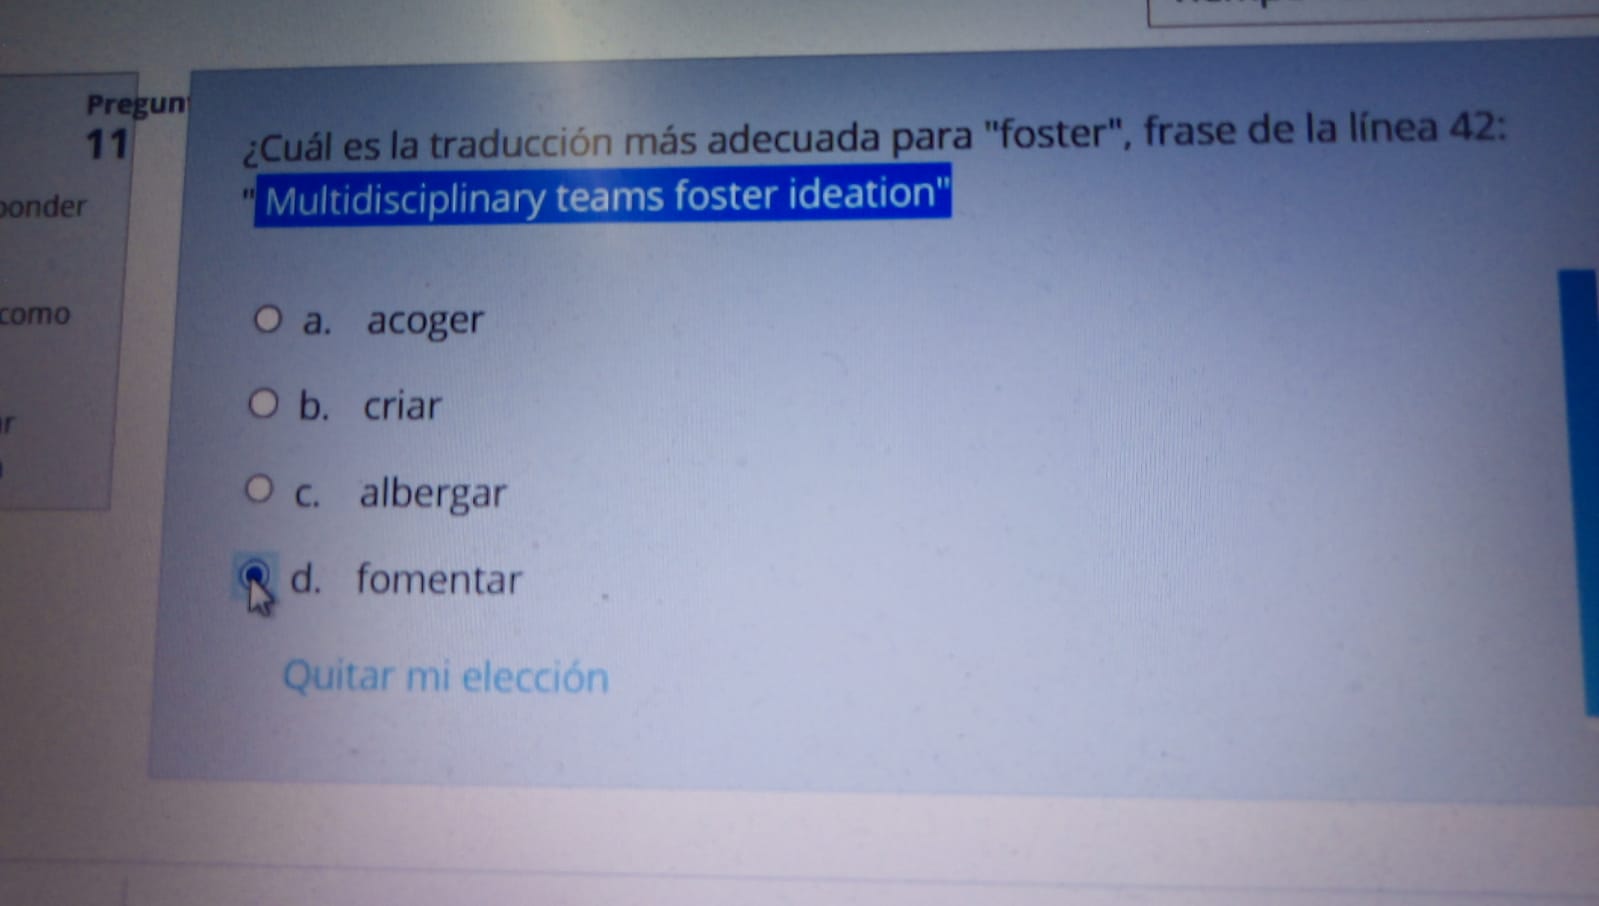 Pregun
11
ponder
como
¿Cuál es la traducción más adecuada para "foster", frase de la línea 42:
" Multidisciplinary teams foster ideation"
a. acoger
b. criar
c. albergar
d. fomentar
Quitar mi elección